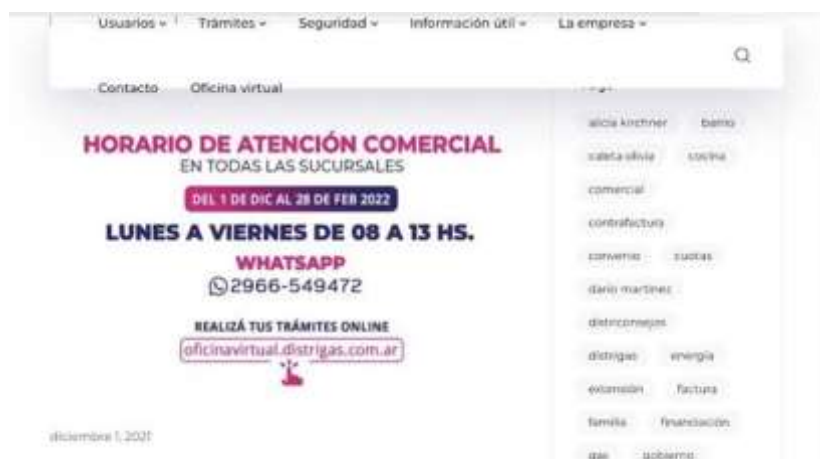 Usuarios Trámites Seguridad Información útil La empresa
Contacto Oficina virtual
HORARIO DE ATENCIÓN COMERCIAL
EN TODAS LAS SUCURSALES
DEL 1 DE DIC AL 28 DE FEB 2022
LUNES A VIERNES DE 08 A 13 HS.
WHATSAPP
2966-549472
REALIZÁ TUS TRÁMITES ONLINE
oficinavirtual.distrigas.com.ar
diciembre 1, 2021
alicia kirchner barrio
caleta olivia cocina
comercial
contrafactura
convenio cuotas
dario martinez
districonsejos
distrigas energía
extensión factura
familia financiación
gas gobierno